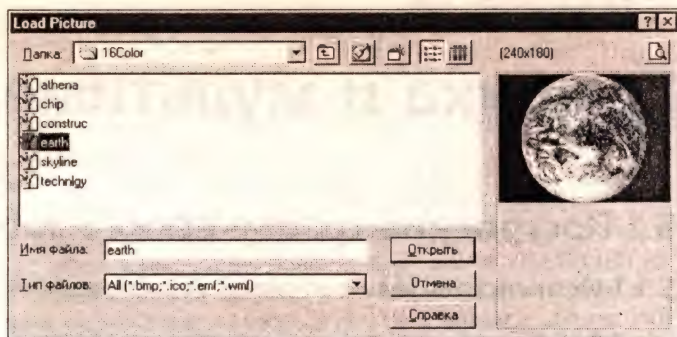 Load Picture
Папка: 16Color (240x180)
athena
chip
construc
earth
skyline
technlgy
Имя файла: earth Открыть
Тип файлов: All (*.bmp;*.ico;*.emf;*.wmf) Отмена
Справка